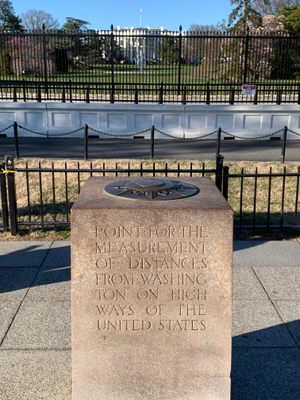 POINT FOR THE
MEASUREMENT
OF DISTANCES
FROM WASHING
TON ON HIGH
WAYS OF THE
UNITED STATES